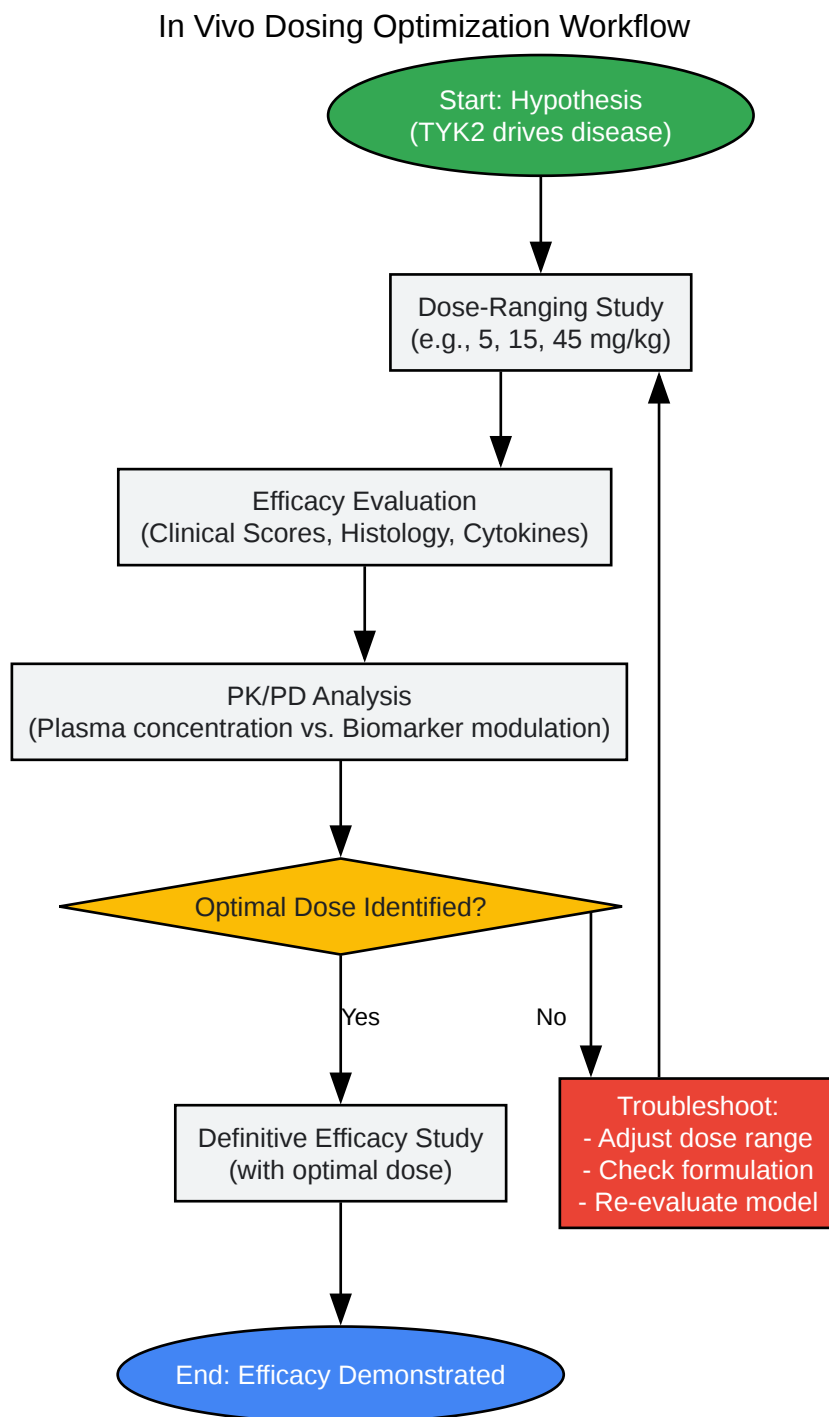 In Vivo Dosing Optimization Workflow
Start: Hypothesis
(TYK2 drives disease)
Dose-Ranging Study
(e.g., 5, 15, 45 mg/kg)
Efficacy Evaluation
(Clinical Scores, Histology, Cytokines)
PK/PD Analysis
(Plasma concentration vs. Biomarker modulation)
Optimal Dose Identified?
Yes
No
Definitive Efficacy Study
(with optimal dose)
Troubleshoot:
- Adjust dose range
- Check formulation
- Re-evaluate model
End: Efficacy Demonstrated